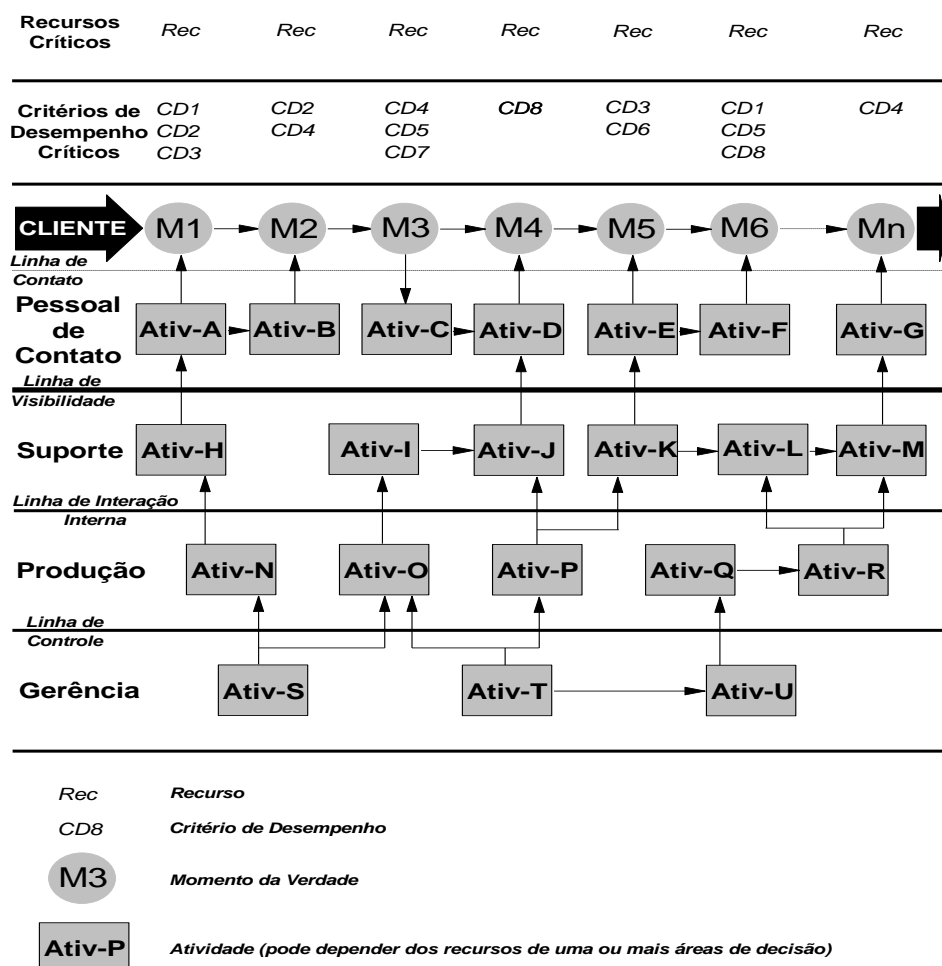 Recursos
Críticos
Rec Rec Rec Rec Rec Rec Rec
Critérios de
Desempenho
Críticos
CD1 CD2 CD4 CD8 CD3 CD1 CD4
CD2 CD4 CD5 CD6 CD5
CD3 CD7 CD8
CLIENTE M1 M2 M3 M4 M5 M6 Mn
Linha de
Contato
Pessoal
de
Contato
Ativ-A Ativ-B Ativ-C Ativ-D Ativ-E Ativ-F Ativ-G
Linha de
Visibilidade
Suporte Ativ-H Ativ-I Ativ-J Ativ-K Ativ-L Ativ-M
Linha de Interação
Interna
Produção Ativ-N Ativ-O Ativ-P Ativ-Q Ativ-R
Linha de
Controle
Gerência Ativ-S Ativ-T Ativ-U
Rec Recurso
CD8 Critério de Desempenho
M3 Momento da Verdade
Ativ-P Atividade (pode depender dos recursos de uma ou mais áreas de decisão)